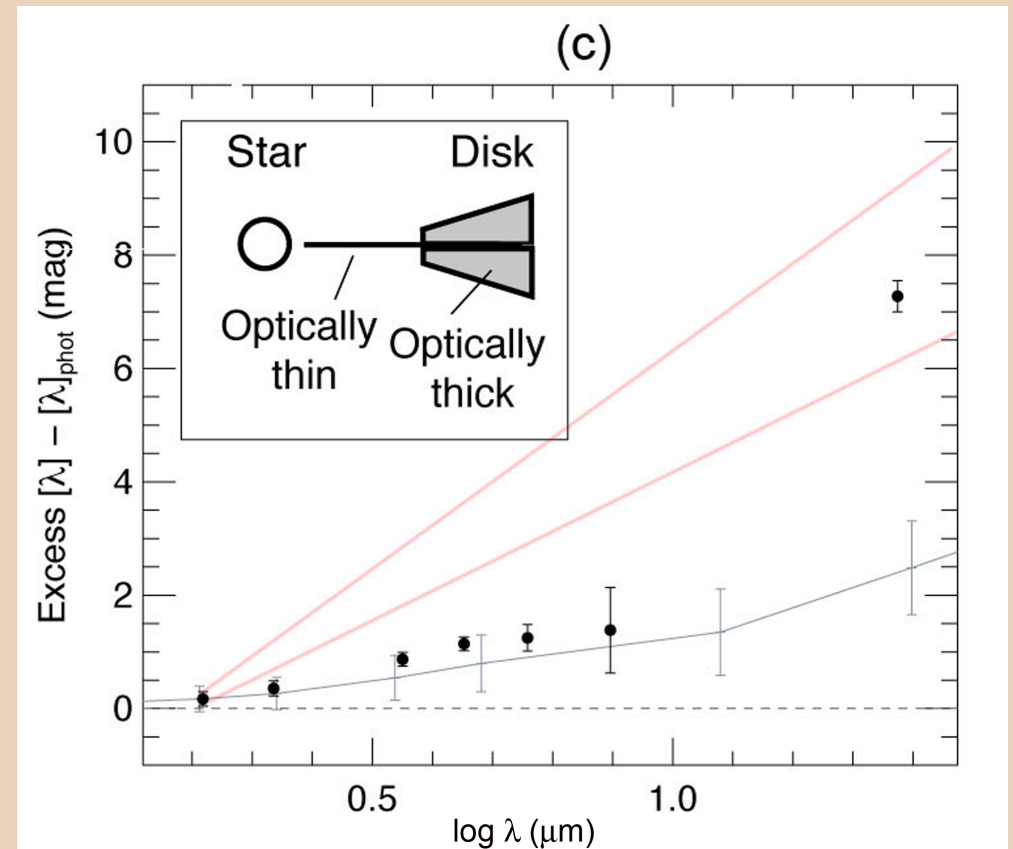 (c)
Excess [λ] − [λ]phot (mag)
10
8
6
4
2
0
Star
Disk
Optically
thin
Optically
thick
0.5
1.0
log λ (μm)